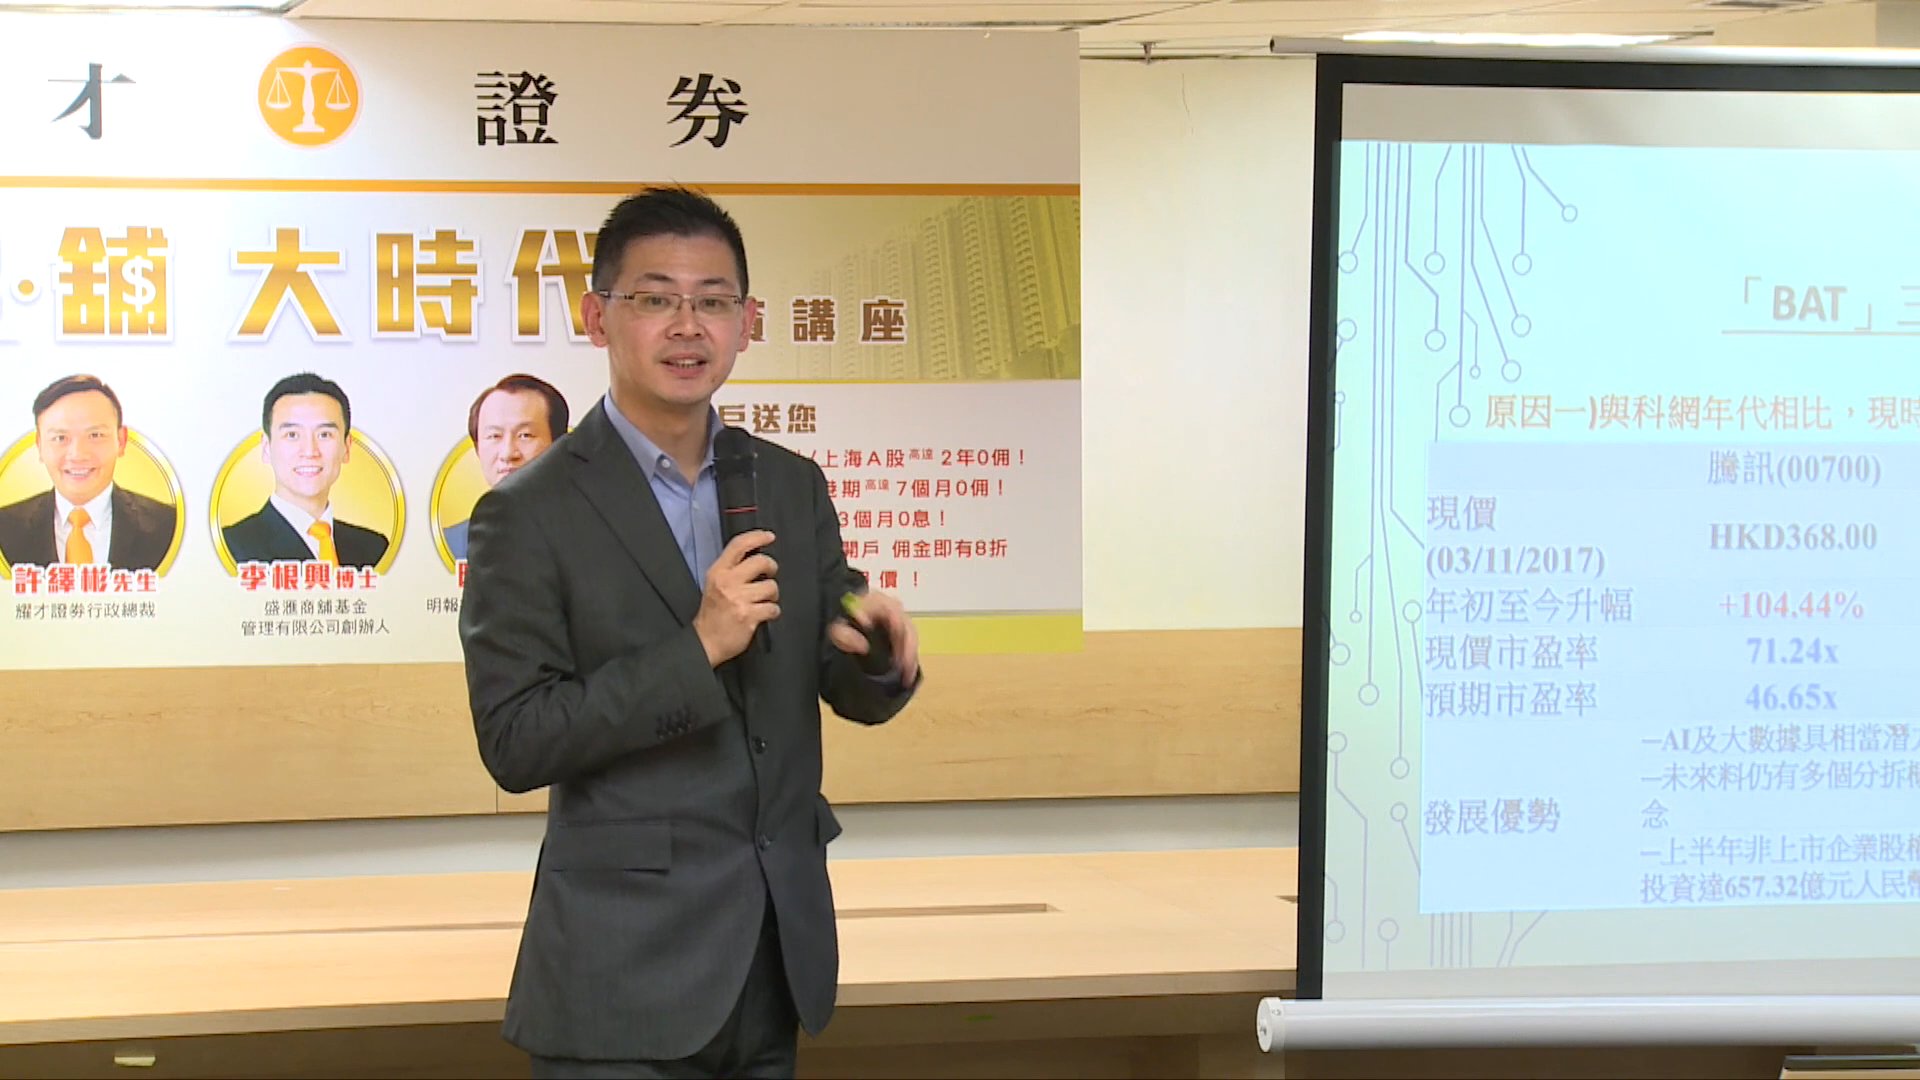 才 證 券
·舖 大時代
講座
戶送您
/上海A股高達 2年0佣！
港期高達 7個月0佣！
3個月0息！
開戶 佣金即有8折
價！
許繹彬先生
耀才證券行政總裁
李根興博士
盛滙商舖基金
管理有限公司創辦人
明報
「BAT」三
原因一)與科網年代相比，現時
騰訊(00700)
現價
(03/11/2017)
HKD368.00
年初至今升幅
+104.44%
現價市盈率
71.24x
預期市盈率
46.65x
發展優勢
–AI及大數據具相當潛力
–未來料仍有多個分拆概
念
–上半年非上市企業股權
投資達657.32億元人民幣